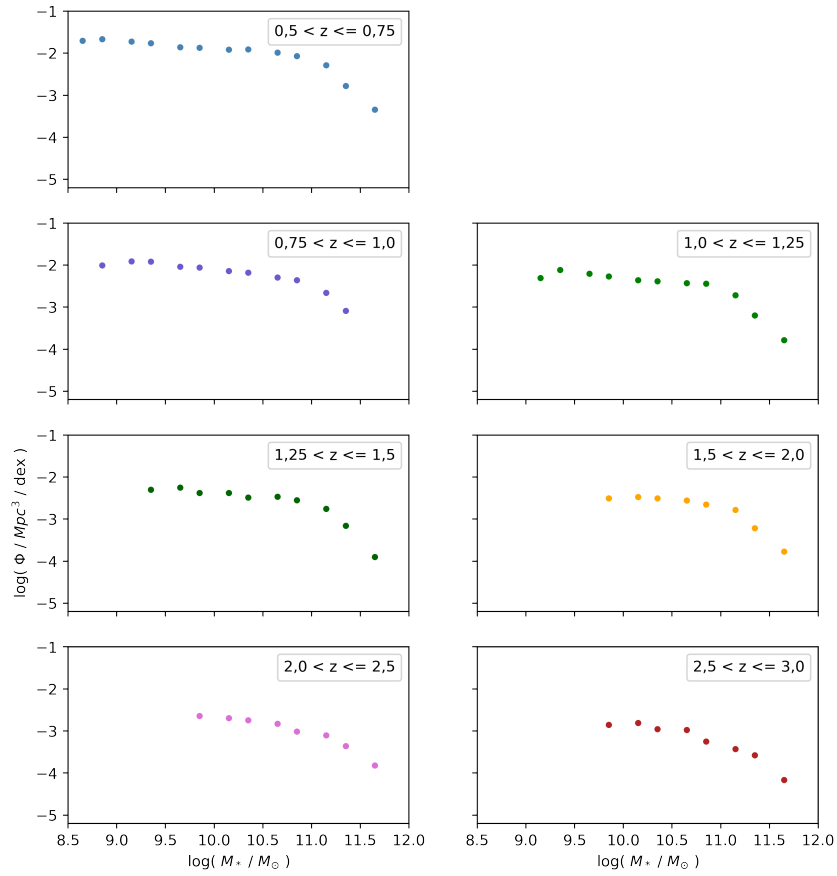 −1
−2
−3
−4
−5
0,5 < z <= 0,75
−1
−2
−3
−4
−5
0,75 < z <= 1,0
1,0 < z <= 1,25
−1
−2
−3
−4
−5
1,25 < z <= 1,5
1,5 < z <= 2,0
log( Φ / Mpc³ / dex )
−1
−2
−3
−4
−5
2,0 < z <= 2,5
2,5 < z <= 3,0
8.5 9.0 9.5 10.0 10.5 11.0 11.5 12.0
log( M* / M⊙ )
8.5 9.0 9.5 10.0 10.5 11.0 11.5 12.0
log( M* / M⊙ )